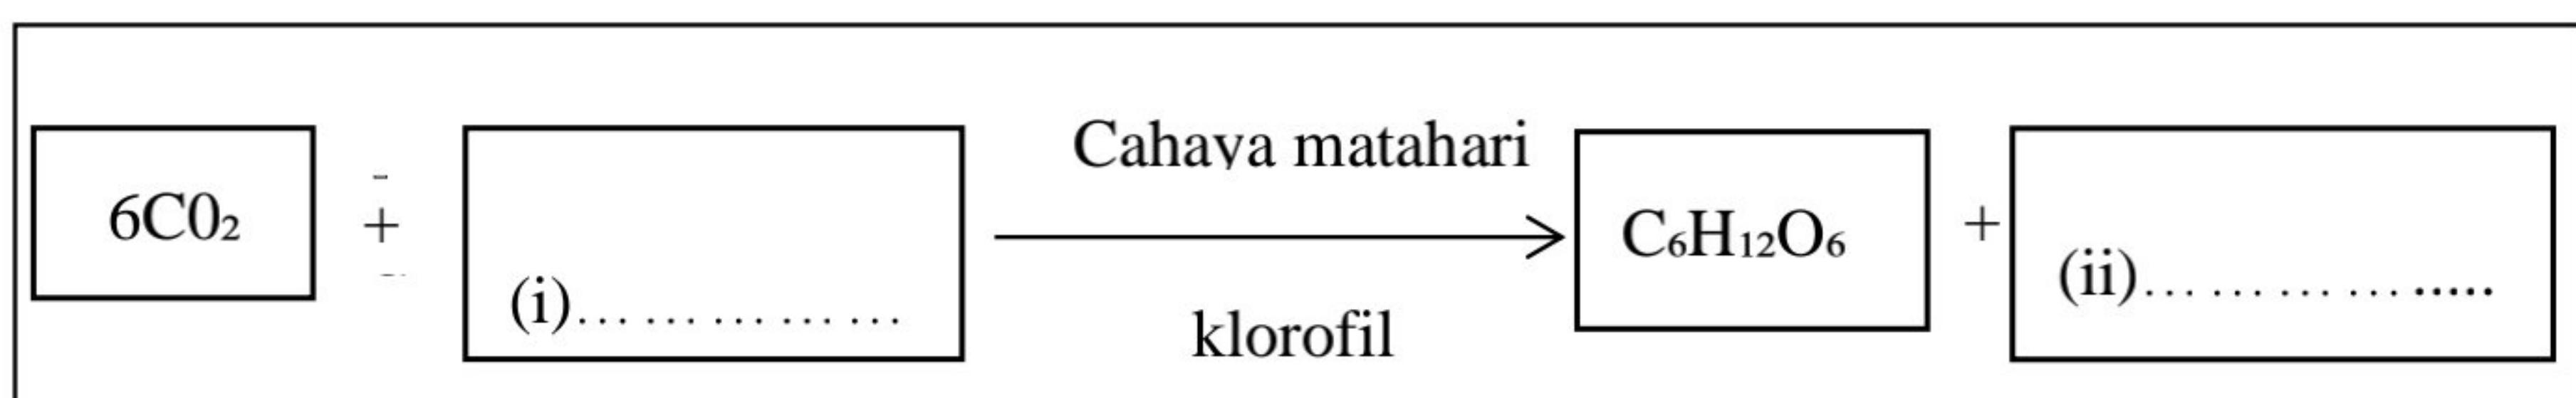 Cahaya matahari
6C0₂ + (i)…………… C₆H₁₂O₆ + (ii)………….....
klorofil